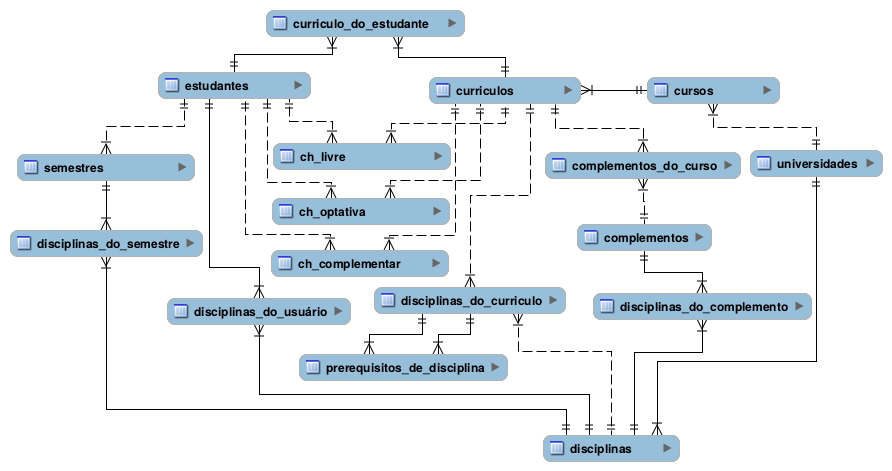 curriculo_do_estudante
estudantes
curriculos
cursos
ch_livre
semestres
complementos_do_curso
universidades
ch_optativa
disciplinas_do_semestre
complementos
ch_complementar
disciplinas_do_curriculo
disciplinas_do_usuário
disciplinas_do_complemento
prerequisitos_de_disciplina
disciplinas